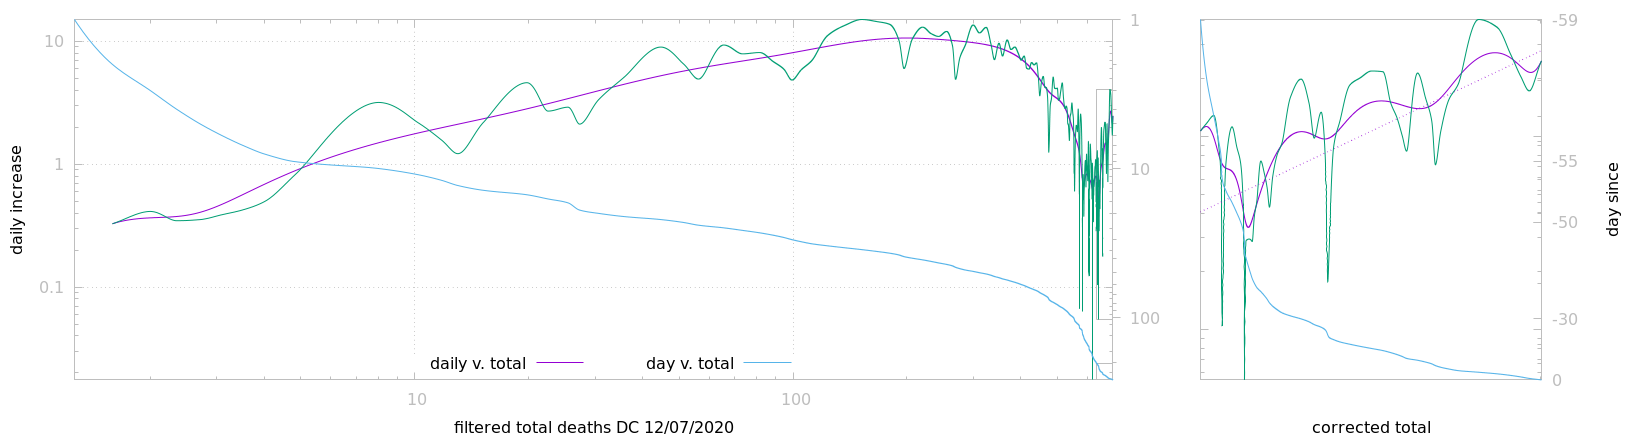 10
1
0.1
daily increase
daily v. total
day v. total
10
100
filtered total deaths DC 12/07/2020
1
10
100
-59
-55
-50
-30
0
day since
corrected total